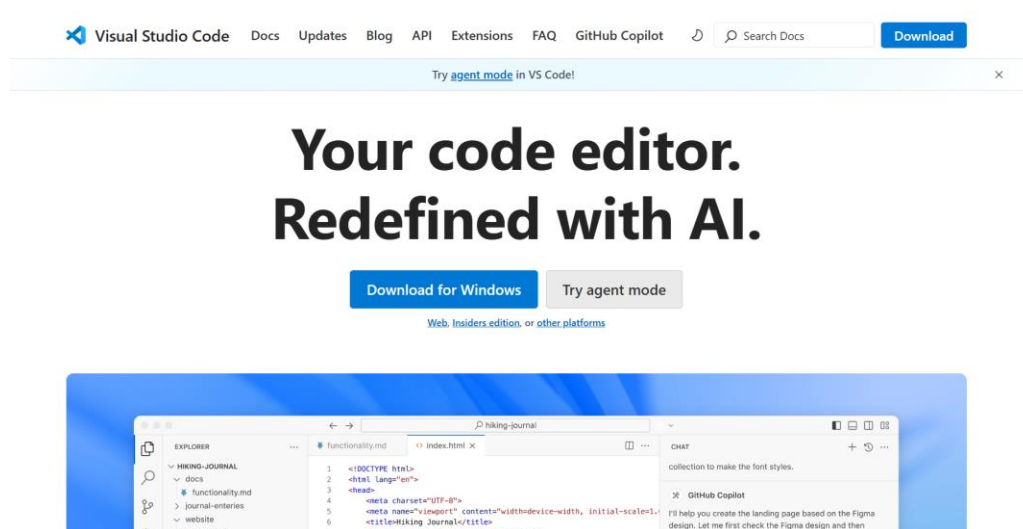 Visual Studio Code Docs Updates Blog API Extensions FAQ GitHub Copilot Search Docs Download
Try agent mode in VS Code!
Your code editor.
Redefined with AI.
Download for Windows Try agent mode
Web, Insiders edition, or other platforms
hiking-journal
EXPLORER
HIKING-JOURNAL
docs
functionality.md
journal-enteries
website
functionality.md index.html
1 <!DOCTYPE html>
2 <html lang="en">
3 <head>
4 <meta charset="UTF-8">
5 <meta name="viewport" content="width=device-width, initial-scale=1.
6 <title>Hiking Journal</title>
CHAT
collection to make the font styles.
GitHub Copilot
I'll help you create the landing page based on the Figma
design. Let me first check the Figma design and then